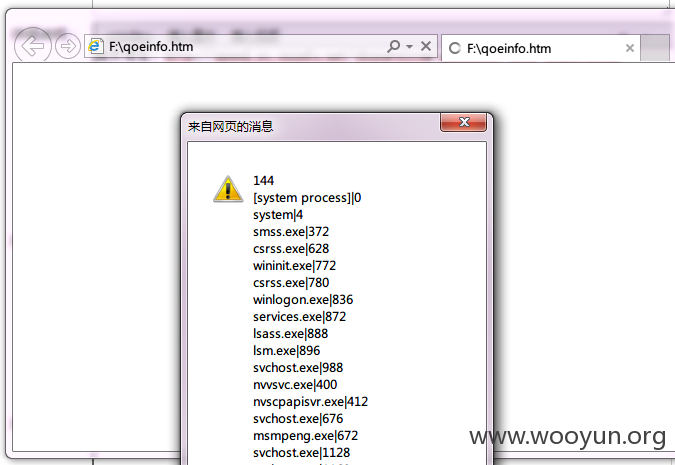 F:\qoeinfo.htm
F:\qoeinfo.htm
来自网页的消息
144
[system process]|0
system|4
smss.exe|372
csrss.exe|628
wininit.exe|772
csrss.exe|780
winlogon.exe|836
services.exe|872
lsass.exe|888
lsm.exe|896
svchost.exe|988
nvvsvc.exe|400
nvscpapisvr.exe|412
svchost.exe|676
msmpeng.exe|672
svchost.exe|1128
www.wooyun.org